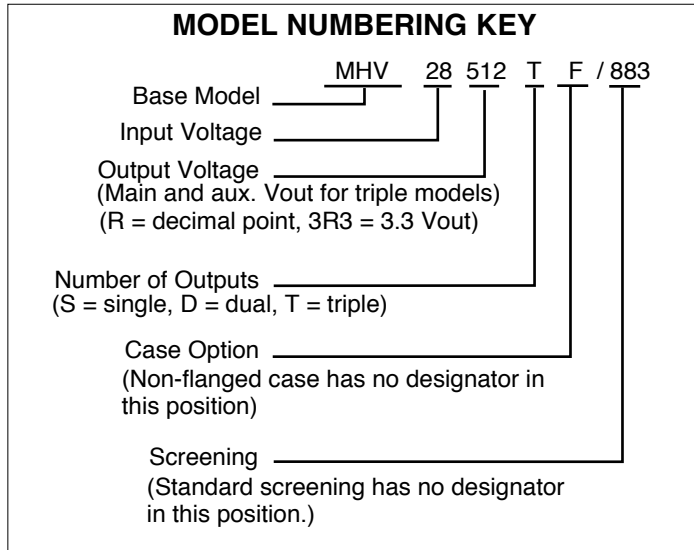 MODEL NUMBERING KEY
MHV 28 512 T F / 883
Base Model
Input Voltage
Output Voltage
(Main and aux. Vout for triple models)
(R = decimal point, 3R3 = 3.3 Vout)
Number of Outputs
(S = single, D = dual, T = triple)
Case Option
(Non-flanged case has no designator in
this position)
Screening
(Standard screening has no designator
in this position.)